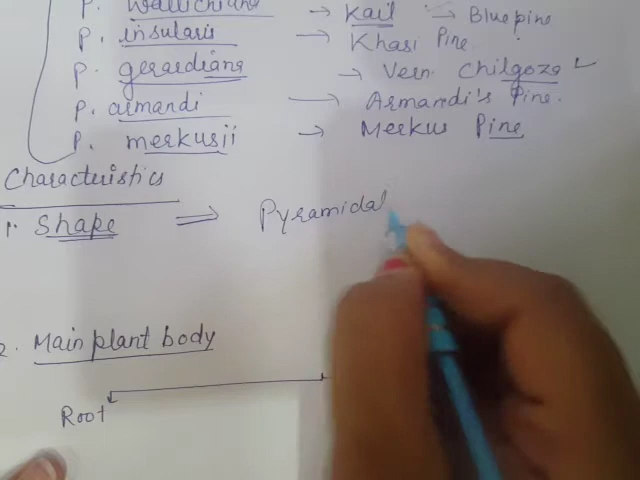 P. wallichiana → Kail → Blue pine
P. insularis → Khasi Pine
P. gerardiana → Vern. Chilgoza
P. armandi → Armandi's Pine.
P. merkusii → Merkus Pine
Characteristics
1. Shape ⇒ Pyramidal
2. Main plant body
Root